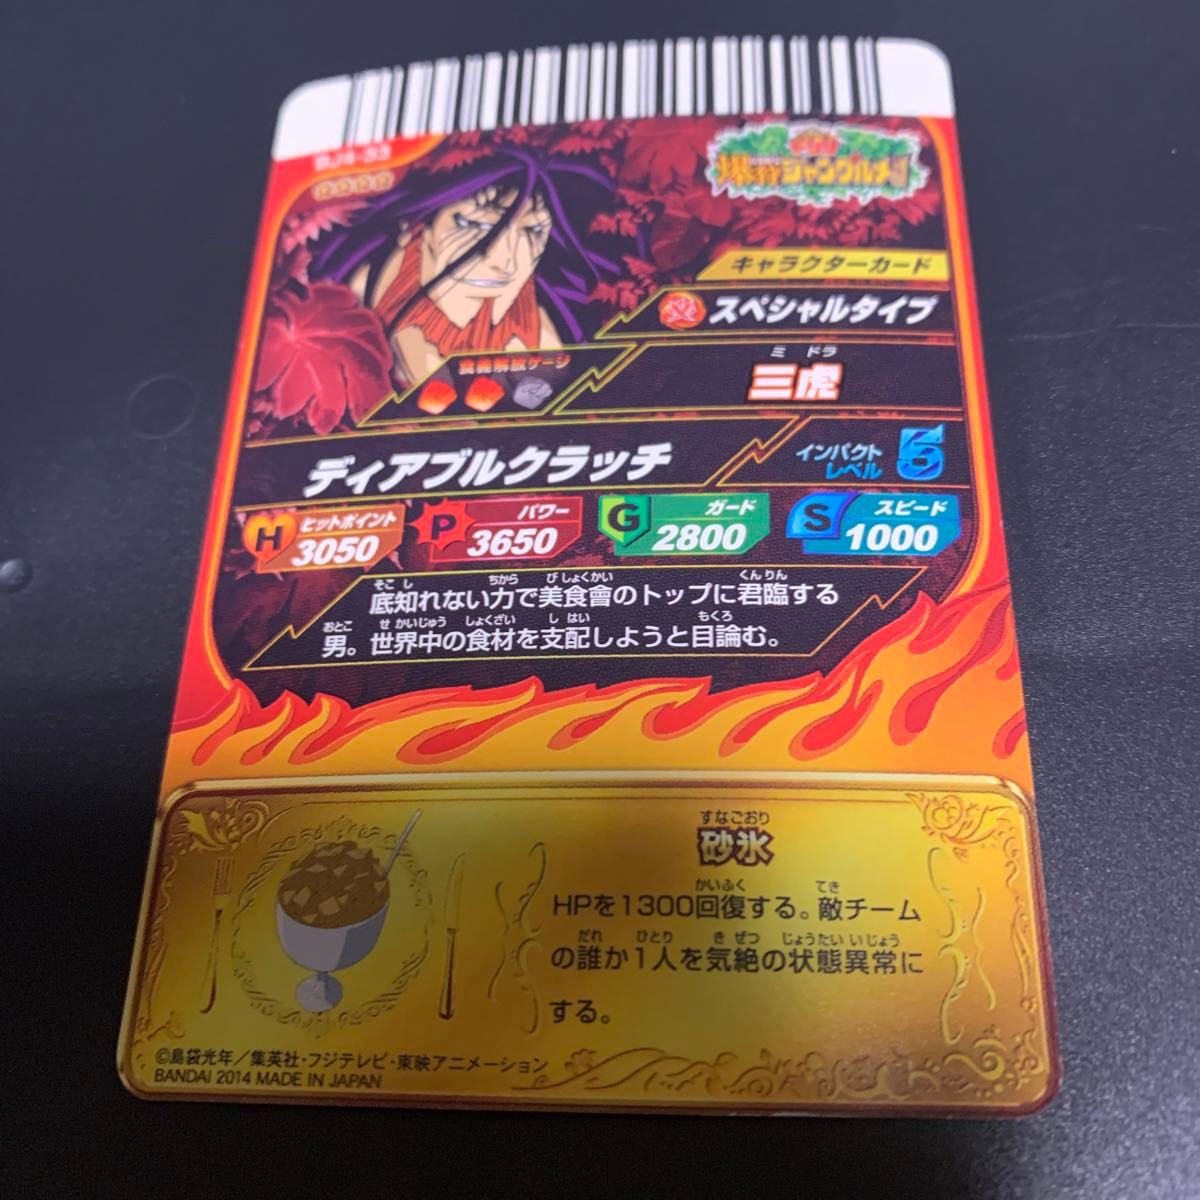 BJ4-33
爆食ジャングルメ
キャラクターカード
スペシャルタイプ
食義解放ゲージ
ミ ドラ
三虎
ディアブルクラッチ
インパクト
レベル 5
H ヒットポイント 3050
P パワー 3650
G ガード 2800
S スピード 1000
そこ し ちから び しょくかい くんりん
底知れない力で美食會のトップに君臨する
おとこ せ かいじゅう しょくざい し はい もくろ
男。世界中の食材を支配しようと目論む。
すなごおり
砂氷
かいふく てき
HPを1300回復する。敵チーム
だれ ひとり き ぜつ じょうたい いじょう
の誰か1人を気絶の状態異常に
する。
©島袋光年／集英社・フジテレビ・東映アニメーション
BANDAI 2014 MADE IN JAPAN